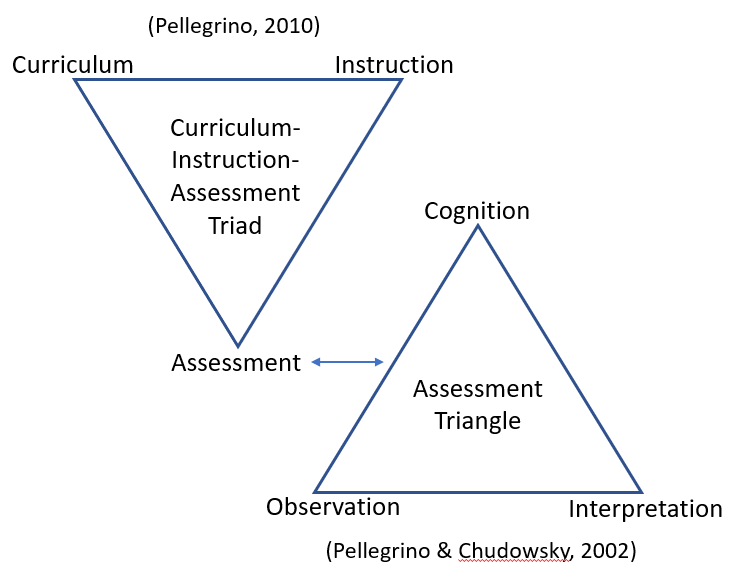 (Pellegrino, 2010)
Curriculum
Instruction
Curriculum-
Instruction-
Assessment
Triad
Cognition
Assessment
Assessment
Triangle
Observation
Interpretation
(Pellegrino & Chudowsky, 2002)